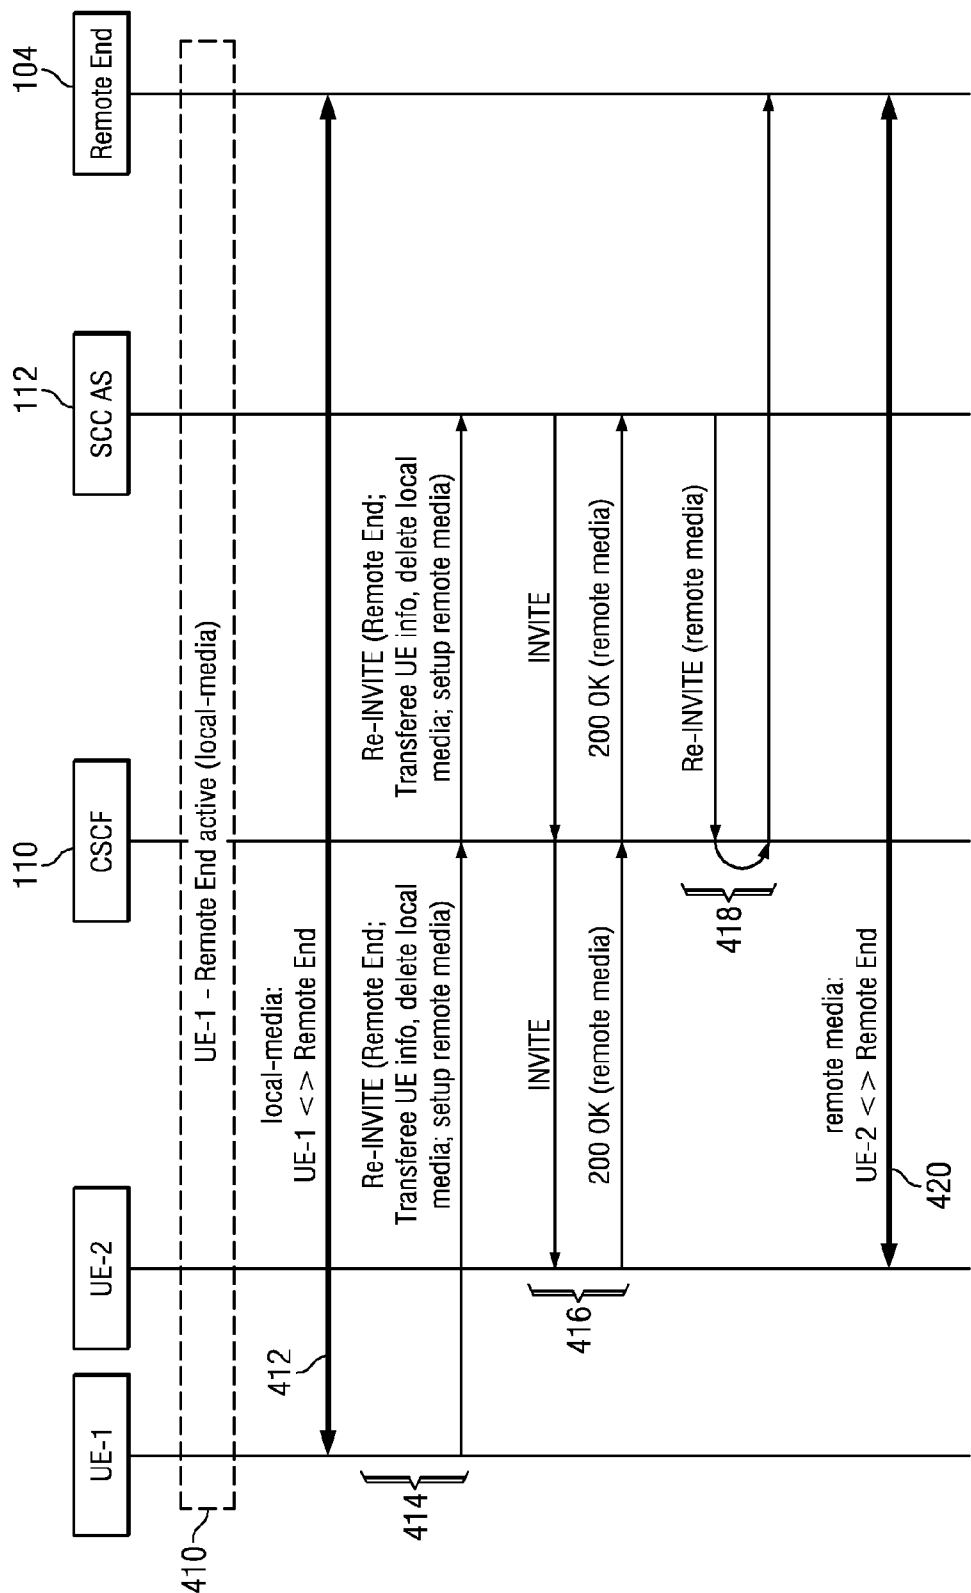 110
112
104
UE-1
UE-2
CSCF
SCC AS
Remote End
410
UE-1 - Remote End active (local-media)
412
local-media:
UE-1 <> Remote End
414
Re-INVITE (Remote End;
Transferee UE info, delete local
media; setup remote media)
Re-INVITE (Remote End;
Transferee UE info, delete local
media; setup remote media)
416
INVITE
INVITE
200 OK (remote media)
200 OK (remote media)
418
Re-INVITE (remote media)
remote media:
UE-2 <> Remote End
420